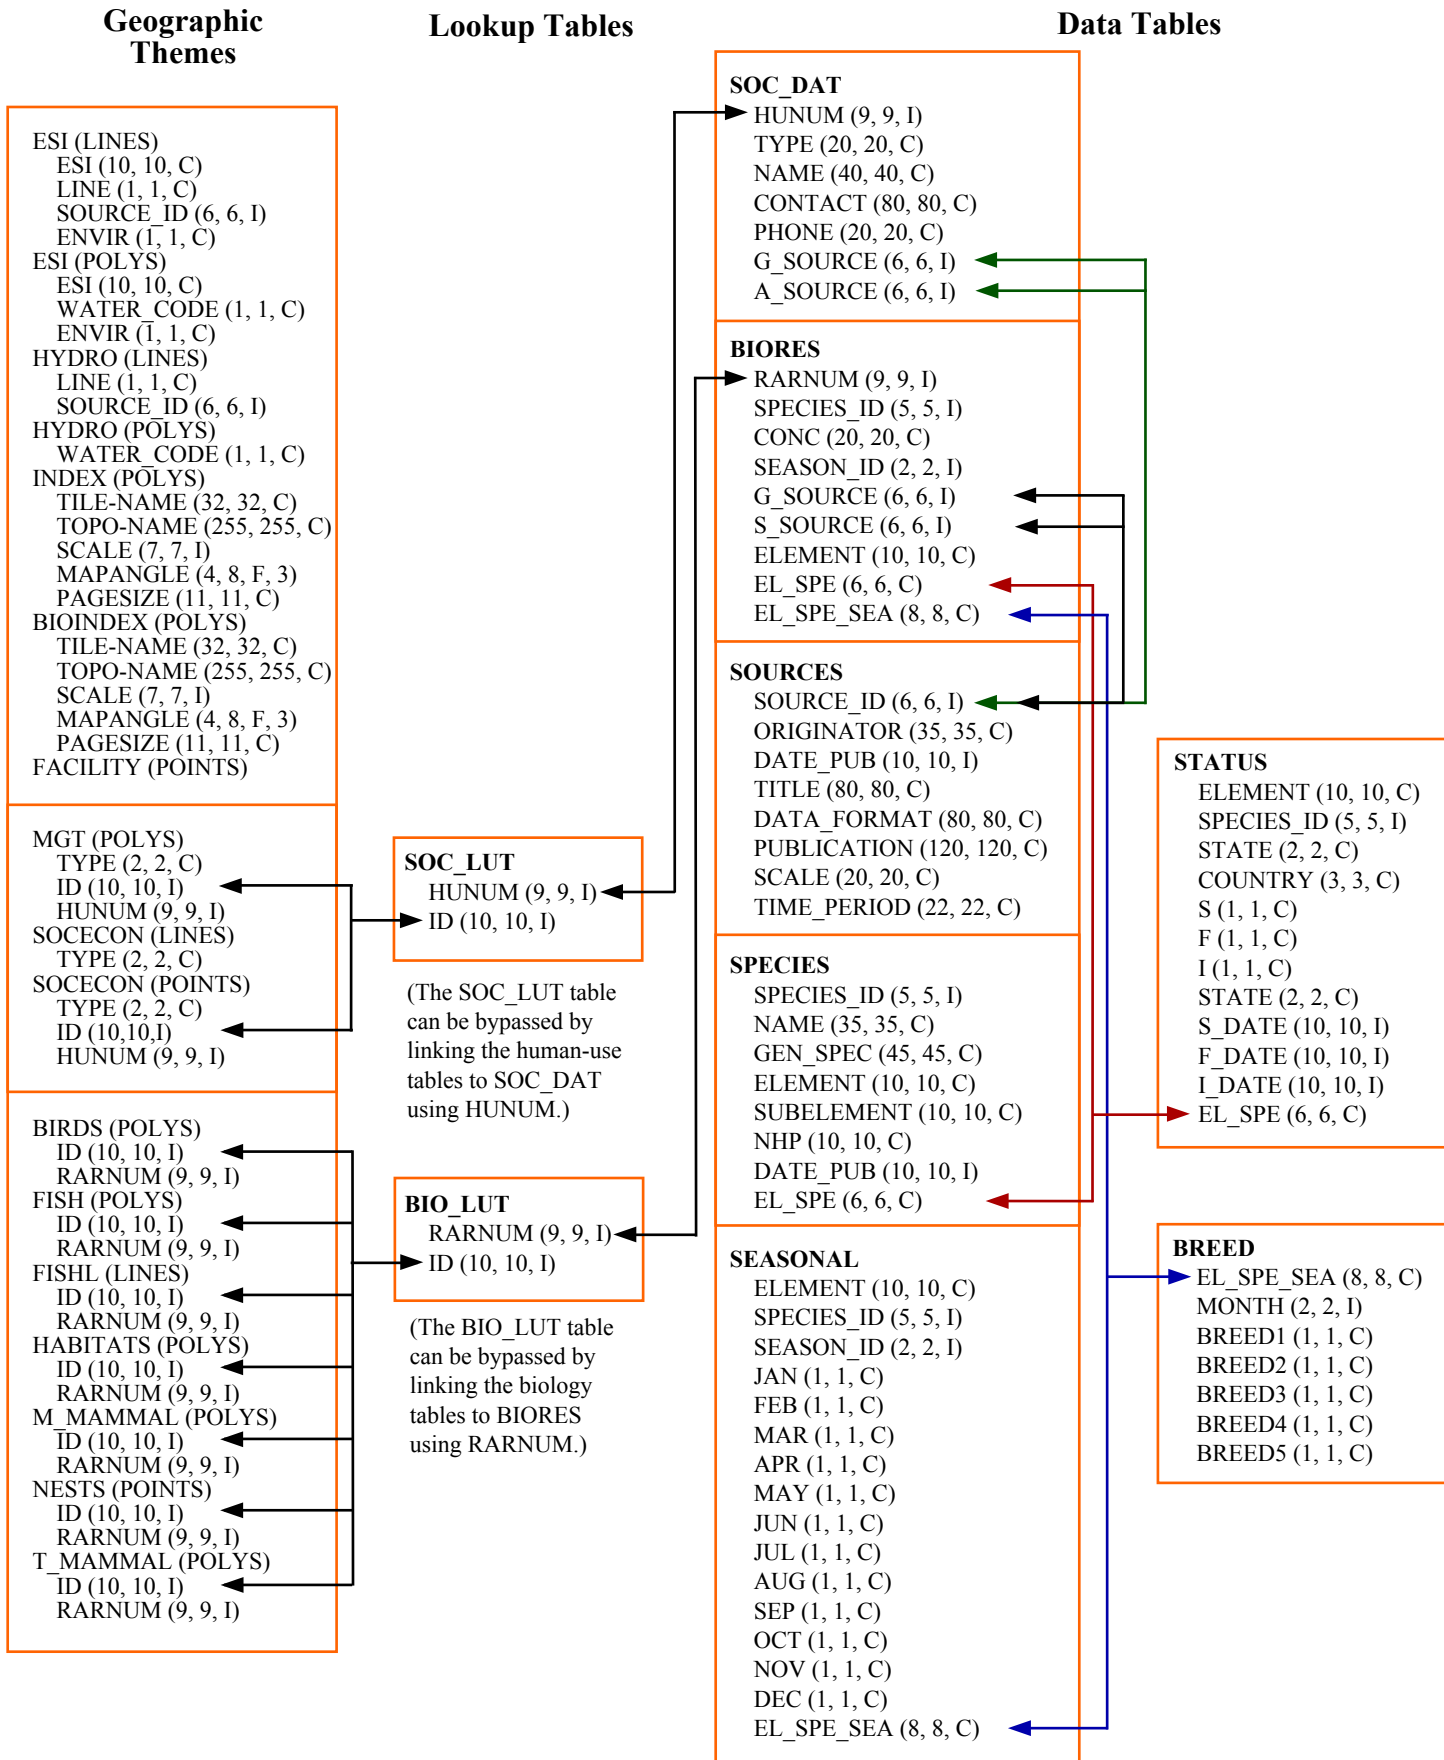 Geographic
Themes
ESI (LINES)
ESI (10, 10, C)
LINE (1, 1, C)
SOURCE_ID (6, 6, I)
ENVIR (1, 1, C)
ESI (POLYS)
ESI (10, 10, C)
WATER_CODE (1, 1, C)
ENVIR (1, 1, C)
HYDRO (LINES)
LINE (1, 1, C)
SOURCE_ID (6, 6, I)
HYDRO (POLYS)
WATER_CODE (1, 1, C)
INDEX (POLYS)
TILE-NAME (32, 32, C)
TOPO-NAME (255, 255, C)
SCALE (7, 7, I)
MAPANGLE (4, 8, F, 3)
PAGESIZE (11, 11, C)
BIOINDEX (POLYS)
TILE-NAME (32, 32, C)
TOPO-NAME (255, 255, C)
SCALE (7, 7, I)
MAPANGLE (4, 8, F, 3)
PAGESIZE (11, 11, C)
FACILITY (POINTS)
MGT (POLYS)
TYPE (2, 2, C)
ID (10, 10, I)
HUNUM (9, 9, I)
SOCECON (LINES)
TYPE (2, 2, C)
SOCECON (POINTS)
TYPE (2, 2, C)
ID (10,10,I)
HUNUM (9, 9, I)
BIRDS (POLYS)
ID (10, 10, I)
RARNUM (9, 9, I)
FISH (POLYS)
ID (10, 10, I)
RARNUM (9, 9, I)
FISHL (LINES)
ID (10, 10, I)
RARNUM (9, 9, I)
HABITATS (POLYS)
ID (10, 10, I)
RARNUM (9, 9, I)
M_MAMMAL (POLYS)
ID (10, 10, I)
RARNUM (9, 9, I)
NESTS (POINTS)
ID (10, 10, I)
RARNUM (9, 9, I)
T_MAMMAL (POLYS)
ID (10, 10, I)
RARNUM (9, 9, I)
Lookup Tables
SOC_LUT
HUNUM (9, 9, I)
ID (10, 10, I)
(The SOC_LUT table
can be bypassed by
linking the human-use
tables to SOC_DAT
using HUNUM.)
BIO_LUT
RARNUM (9, 9, I)
ID (10, 10, I)
(The BIO_LUT table
can be bypassed by
linking the biology
tables to BIORES
using RARNUM.)
Data Tables
SOC_DAT
HUNUM (9, 9, I)
TYPE (20, 20, C)
NAME (40, 40, C)
CONTACT (80, 80, C)
PHONE (20, 20, C)
G_SOURCE (6, 6, I)
A_SOURCE (6, 6, I)
BIORES
RARNUM (9, 9, I)
SPECIES_ID (5, 5, I)
CONC (20, 20, C)
SEASON_ID (2, 2, I)
G_SOURCE (6, 6, I)
S_SOURCE (6, 6, I)
ELEMENT (10, 10, C)
EL_SPE (6, 6, C)
EL_SPE_SEA (8, 8, C)
SOURCES
SOURCE_ID (6, 6, I)
ORIGINATOR (35, 35, C)
DATE_PUB (10, 10, I)
TITLE (80, 80, C)
DATA_FORMAT (80, 80, C)
PUBLICATION (120, 120, C)
SCALE (20, 20, C)
TIME_PERIOD (22, 22, C)
SPECIES
SPECIES_ID (5, 5, I)
NAME (35, 35, C)
GEN_SPEC (45, 45, C)
ELEMENT (10, 10, C)
SUBELEMENT (10, 10, C)
NHP (10, 10, C)
DATE_PUB (10, 10, I)
EL_SPE (6, 6, C)
SEASONAL
ELEMENT (10, 10, C)
SPECIES_ID (5, 5, I)
SEASON_ID (2, 2, I)
JAN (1, 1, C)
FEB (1, 1, C)
MAR (1, 1, C)
APR (1, 1, C)
MAY (1, 1, C)
JUN (1, 1, C)
JUL (1, 1, C)
AUG (1, 1, C)
SEP (1, 1, C)
OCT (1, 1, C)
NOV (1, 1, C)
DEC (1, 1, C)
EL_SPE_SEA (8, 8, C)
STATUS
ELEMENT (10, 10, C)
SPECIES_ID (5, 5, I)
STATE (2, 2, C)
COUNTRY (3, 3, C)
S (1, 1, C)
F (1, 1, C)
I (1, 1, C)
STATE (2, 2, C)
S_DATE (10, 10, I)
F_DATE (10, 10, I)
I_DATE (10, 10, I)
EL_SPE (6, 6, C)
BREED
EL_SPE_SEA (8, 8, C)
MONTH (2, 2, I)
BREED1 (1, 1, C)
BREED2 (1, 1, C)
BREED3 (1, 1, C)
BREED4 (1, 1, C)
BREED5 (1, 1, C)